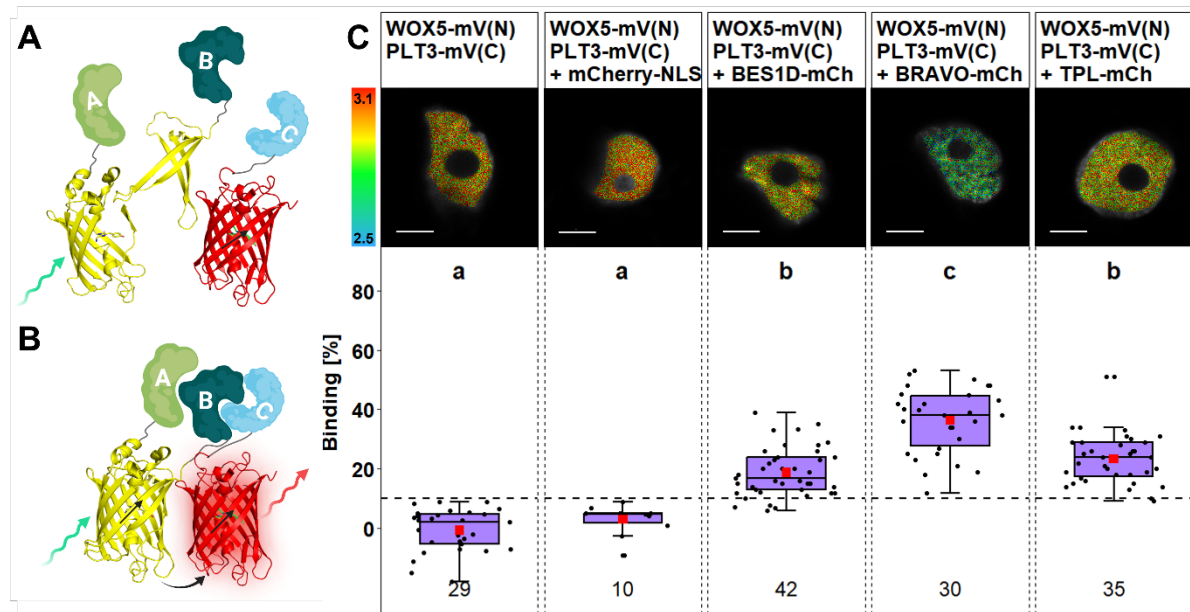 A
A
B
C
B
A
B
C
C
WOX5-mV(N)
PLT3-mV(C)
WOX5-mV(N)
PLT3-mV(C)
+ mCherry-NLS
WOX5-mV(N)
PLT3-mV(C)
+ BES1D-mCh
WOX5-mV(N)
PLT3-mV(C)
+ BRAVO-mCh
WOX5-mV(N)
PLT3-mV(C)
+ TPL-mCh
3.1
2.5
a
a
b
c
b
Binding [%]
80
60
40
20
0
29
10
42
30
35